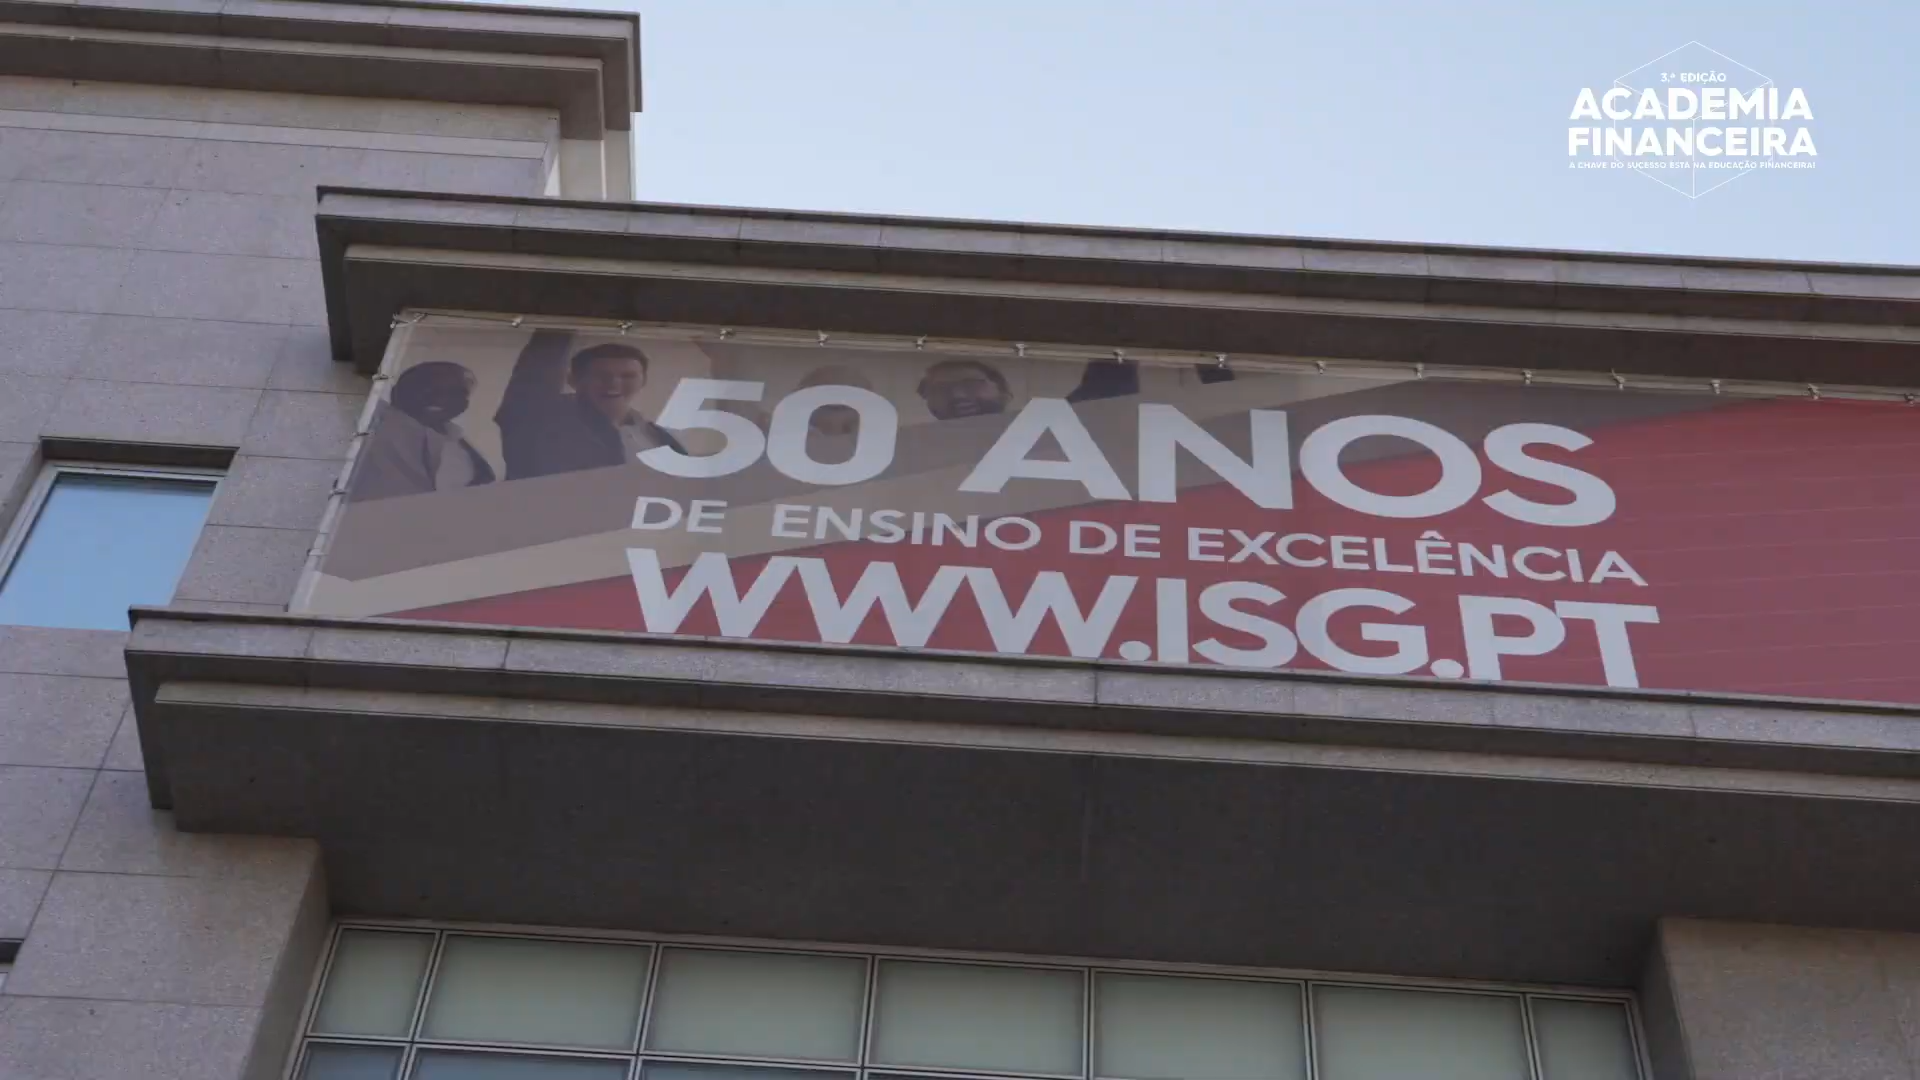 3.ª EDIÇÃO
ACADEMIA
FINANCEIRA
A CHAVE DO SUCESSO ESTÁ NA EDUCAÇÃO FINANCEIRA!
50 ANOS
DE ENSINO DE EXCELÊNCIA
WWW.ISG.PT